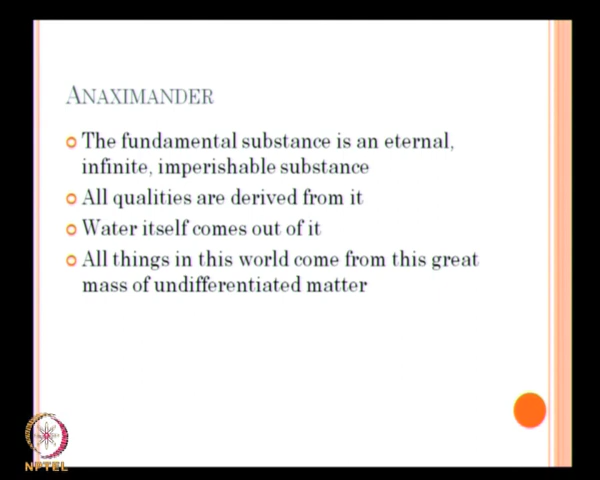 ANAXIMANDER
The fundamental substance is an eternal,
infinite, imperishable substance
All qualities are derived from it
Water itself comes out of it
All things in this world come from this great
mass of undifferentiated matter
NPTEL